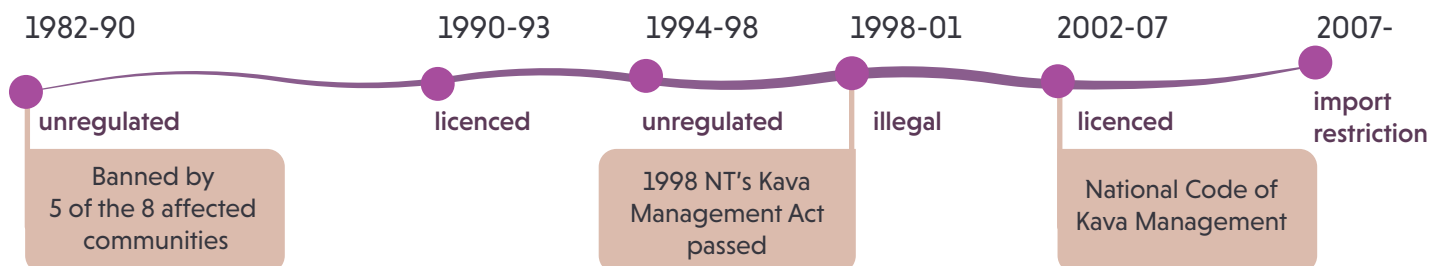 1982-90
1990-93
1994-98
1998-01
2002-07
2007-
unregulated
licenced
unregulated
illegal
licenced
import
restriction
Banned by
5 of the 8 affected
communities
1998 NT's Kava
Management Act
passed
National Code of
Kava Management